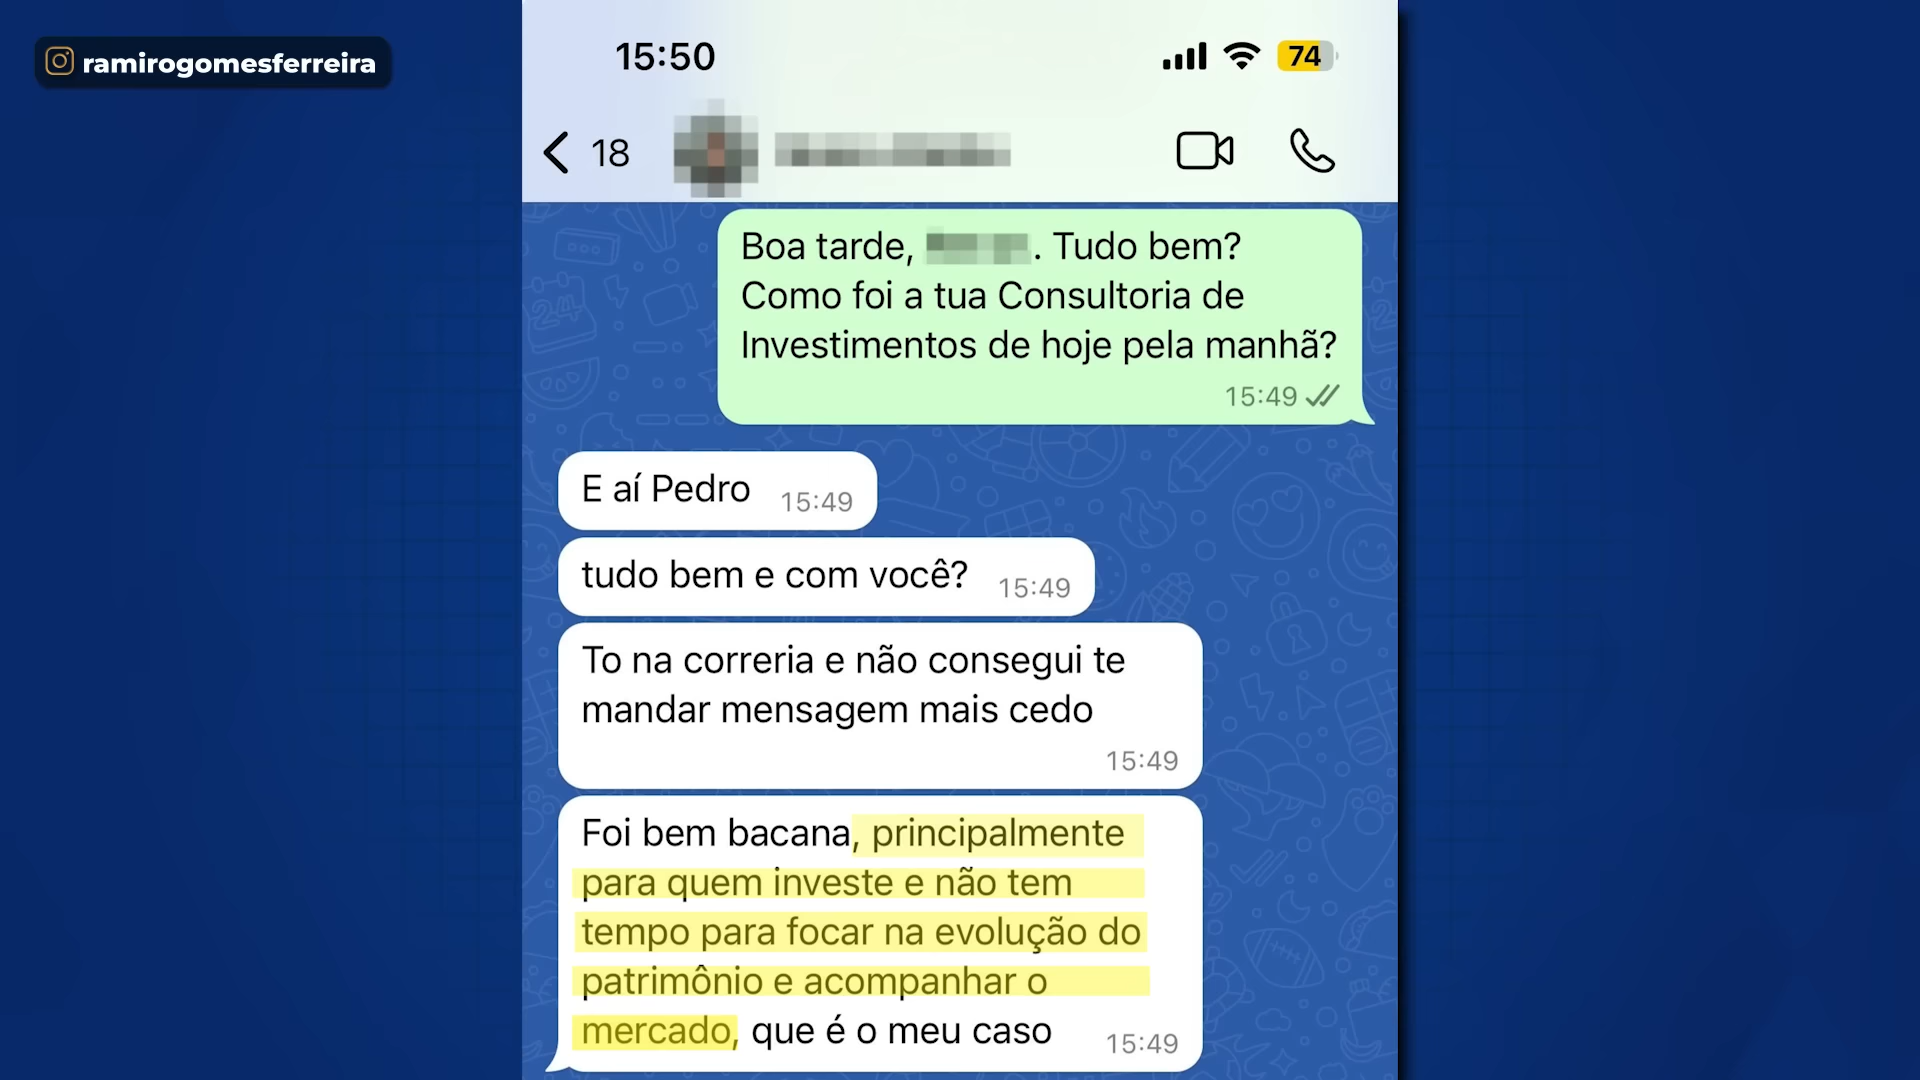 ramirogomesferreira
15:50
74
18
Boa tarde, . Tudo bem?
Como foi a tua Consultoria de
Investimentos de hoje pela manhã?
15:49
E aí Pedro
15:49
tudo bem e com você?
15:49
To na correria e não consegui te
mandar mensagem mais cedo
15:49
Foi bem bacana, principalmente
para quem investe e não tem
tempo para focar na evolução do
patrimônio e acompanhar o
mercado, que é o meu caso
15:49